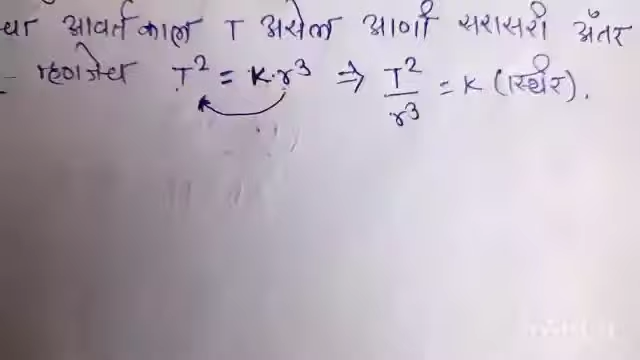 चा आवर्तकाल T असेल आणी सरासरी अंतर
- म्हणजेच T² = K.r³ ⇒ T²/r³ = K (स्थिर).